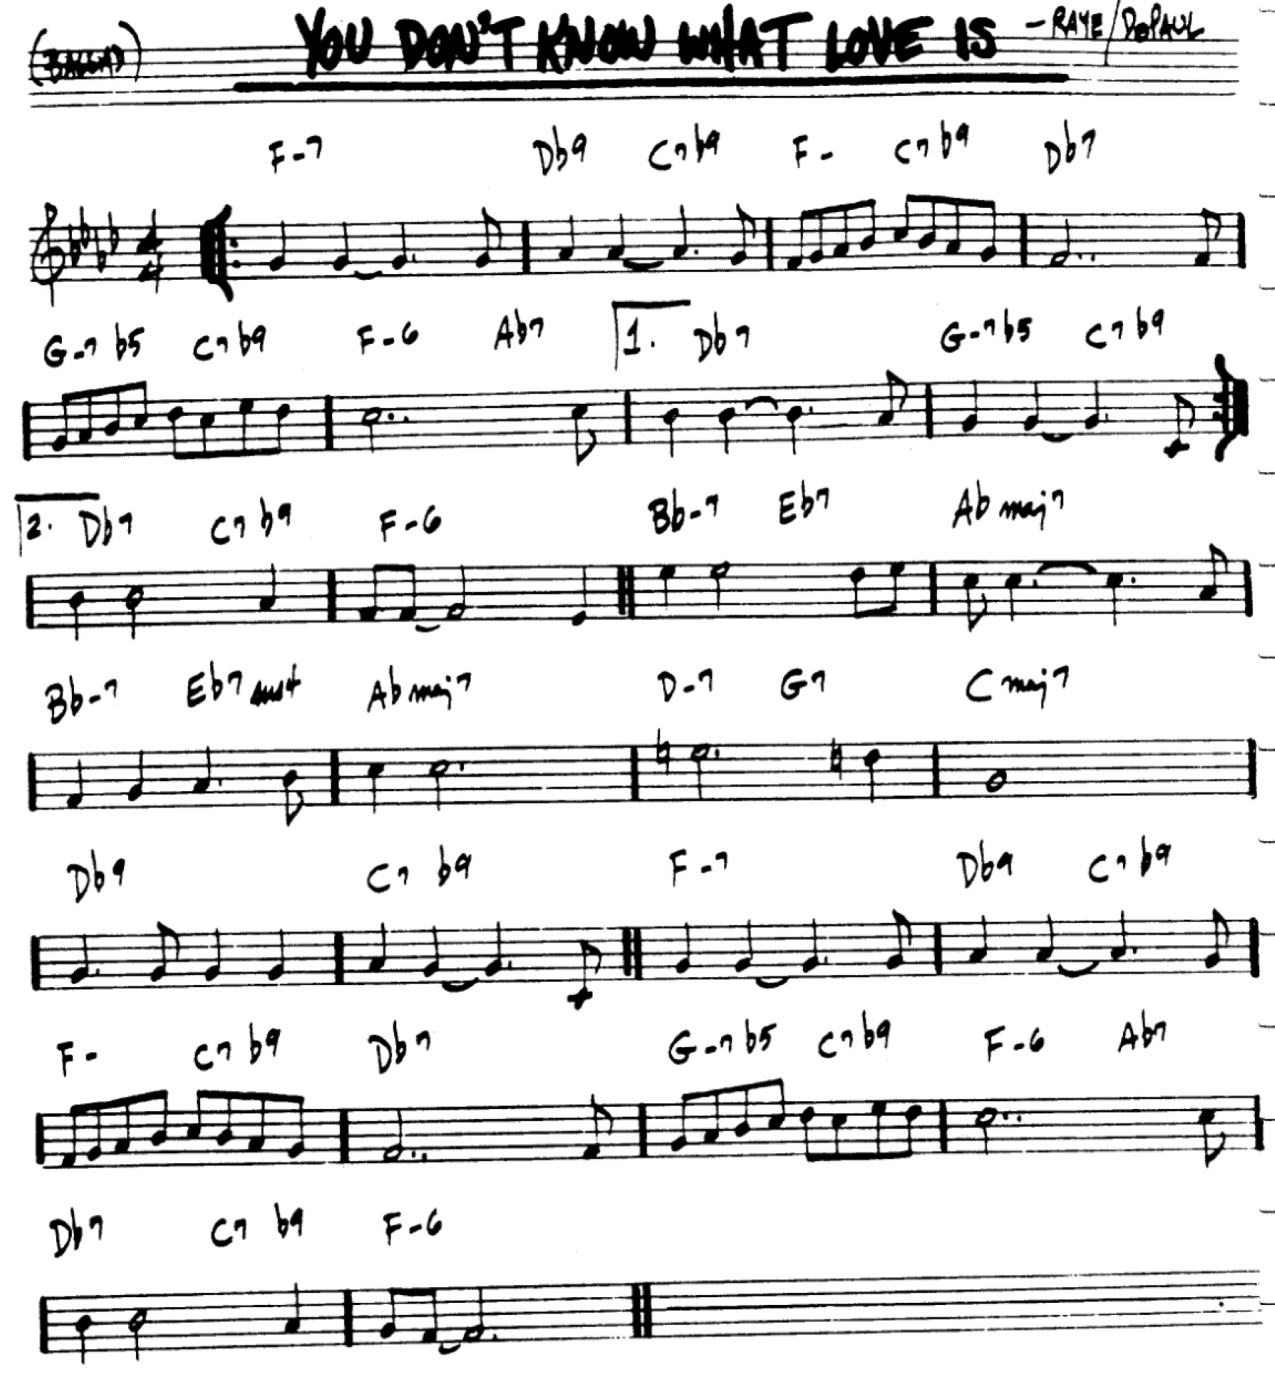 (BALLAD) YOU DON'T KNOW WHAT LOVE IS - RAYE/DEPAUL
F-7 Db9 C7b9 F- C7b9 Db7
G-7b5 C7b9 F-6 Ab7 1. Db7 G-7b5 C7b9
2. Db7 C7b9 F-6 Bb-7 Eb7 Ab maj7
Bb-7 Eb7 sus4 Ab maj7 D-7 G7 C maj7
Db9 C7 b9 F-7 Db9 C7b9
F- C7 b9 Db7 G-7b5 C7b9 F-6 Ab7
Db7 C7 b9 F-6